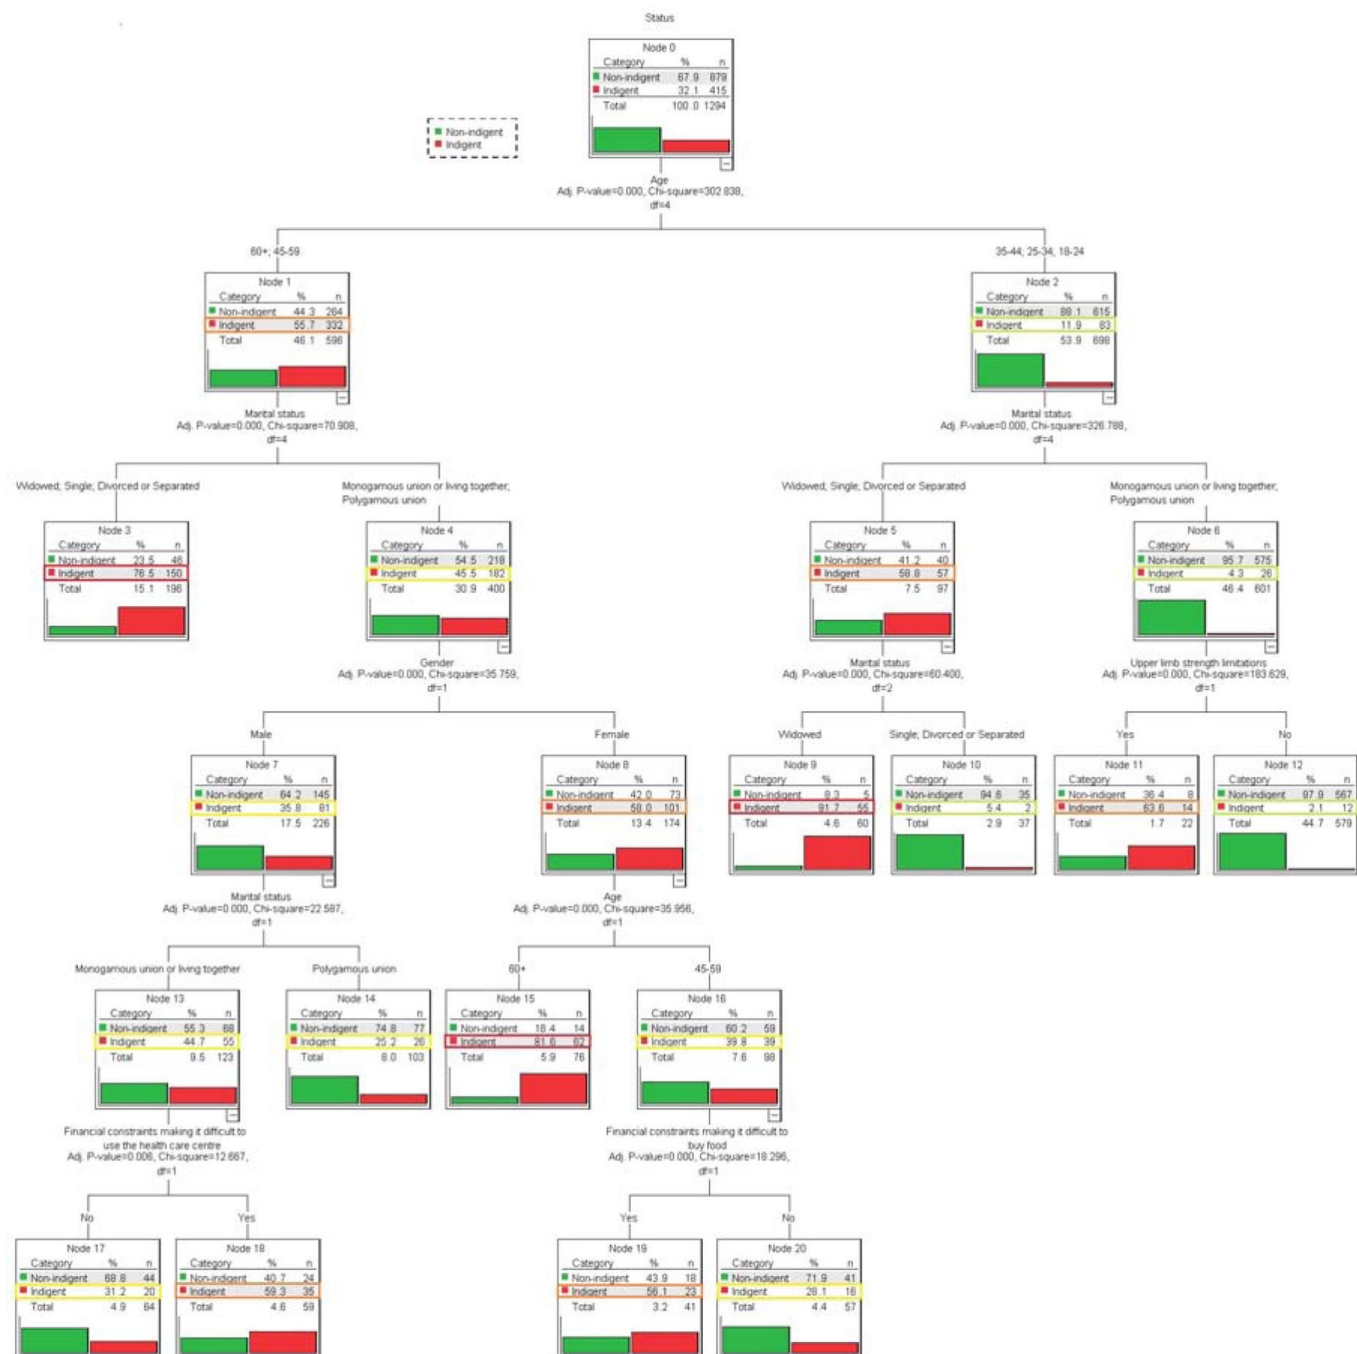 Status
Node 0
Category % n
Non-indigent 67.9 879
Indigent 32.1 415
Total 100.0 1294
Non-indigent
Indigent
Age
Adj. P-value=0.000, Chi-square=302.838,
df=4
60+; 45-59
35-44; 25-34; 18-24
Node 1
Category % n
Non-indigent 44.3 264
Indigent 55.7 332
Total 46.1 596
Node 2
Category % n
Non-indigent 88.1 615
Indigent 11.9 83
Total 53.9 698
Marital status
Adj. P-value=0.000, Chi-square=70.908,
df=4
Marital status
Adj. P-value=0.000, Chi-square=326.788,
df=4
Widowed; Single; Divorced or Separated
Monogamous union or living together;
Polygamous union
Widowed; Single; Divorced or Separated
Monogamous union or living together;
Polygamous union
Node 3
Category % n
Non-indigent 23.5 46
Indigent 76.5 150
Total 15.1 196
Node 4
Category % n
Non-indigent 54.5 218
Indigent 45.5 182
Total 30.9 400
Node 5
Category % n
Non-indigent 41.2 40
Indigent 58.8 57
Total 7.5 97
Node 6
Category % n
Non-indigent 95.7 575
Indigent 4.3 26
Total 46.4 601
Gender
Adj. P-value=0.000, Chi-square=35.759,
df=1
Marital status
Adj. P-value=0.000, Chi-square=60.400,
df=2
Upper limb strength limitations
Adj. P-value=0.000, Chi-square=183.629,
df=1
Male
Female
Widowed
Single; Divorced or Separated
Yes
No
Node 7
Category % n
Non-indigent 64.2 145
Indigent 35.8 81
Total 17.5 226
Node 8
Category % n
Non-indigent 42.0 73
Indigent 58.0 101
Total 13.4 174
Node 9
Category % n
Non-indigent 8.3 5
Indigent 91.7 55
Total 4.6 60
Node 10
Category % n
Non-indigent 94.6 35
Indigent 5.4 2
Total 2.9 37
Node 11
Category % n
Non-indigent 36.4 8
Indigent 63.6 14
Total 1.7 22
Node 12
Category % n
Non-indigent 97.9 567
Indigent 2.1 12
Total 44.7 579
Marital status
Adj. P-value=0.000, Chi-square=22.587,
df=1
Age
Adj. P-value=0.000, Chi-square=35.956,
df=1
Monogamous union or living together
Polygamous union
60+
45-59
Node 13
Category % n
Non-indigent 55.3 68
Indigent 44.7 55
Total 9.5 123
Node 14
Category % n
Non-indigent 74.8 77
Indigent 25.2 26
Total 8.0 103
Node 15
Category % n
Non-indigent 18.4 14
Indigent 81.6 62
Total 5.9 76
Node 16
Category % n
Non-indigent 60.2 59
Indigent 39.8 39
Total 7.6 98
Financial constraints making it difficult to
use the health care centre
Adj. P-value=0.006, Chi-square=12.667,
df=1
Financial constraints making it difficult to
buy food
Adj. P-value=0.000, Chi-square=18.296,
df=1
No
Yes
Yes
No
Node 17
Category % n
Non-indigent 68.8 44
Indigent 31.2 20
Total 4.9 64
Node 18
Category % n
Non-indigent 40.7 24
Indigent 59.3 35
Total 4.6 59
Node 19
Category % n
Non-indigent 43.9 18
Indigent 56.1 23
Total 3.2 41
Node 20
Category % n
Non-indigent 71.9 41
Indigent 28.1 16
Total 4.4 57